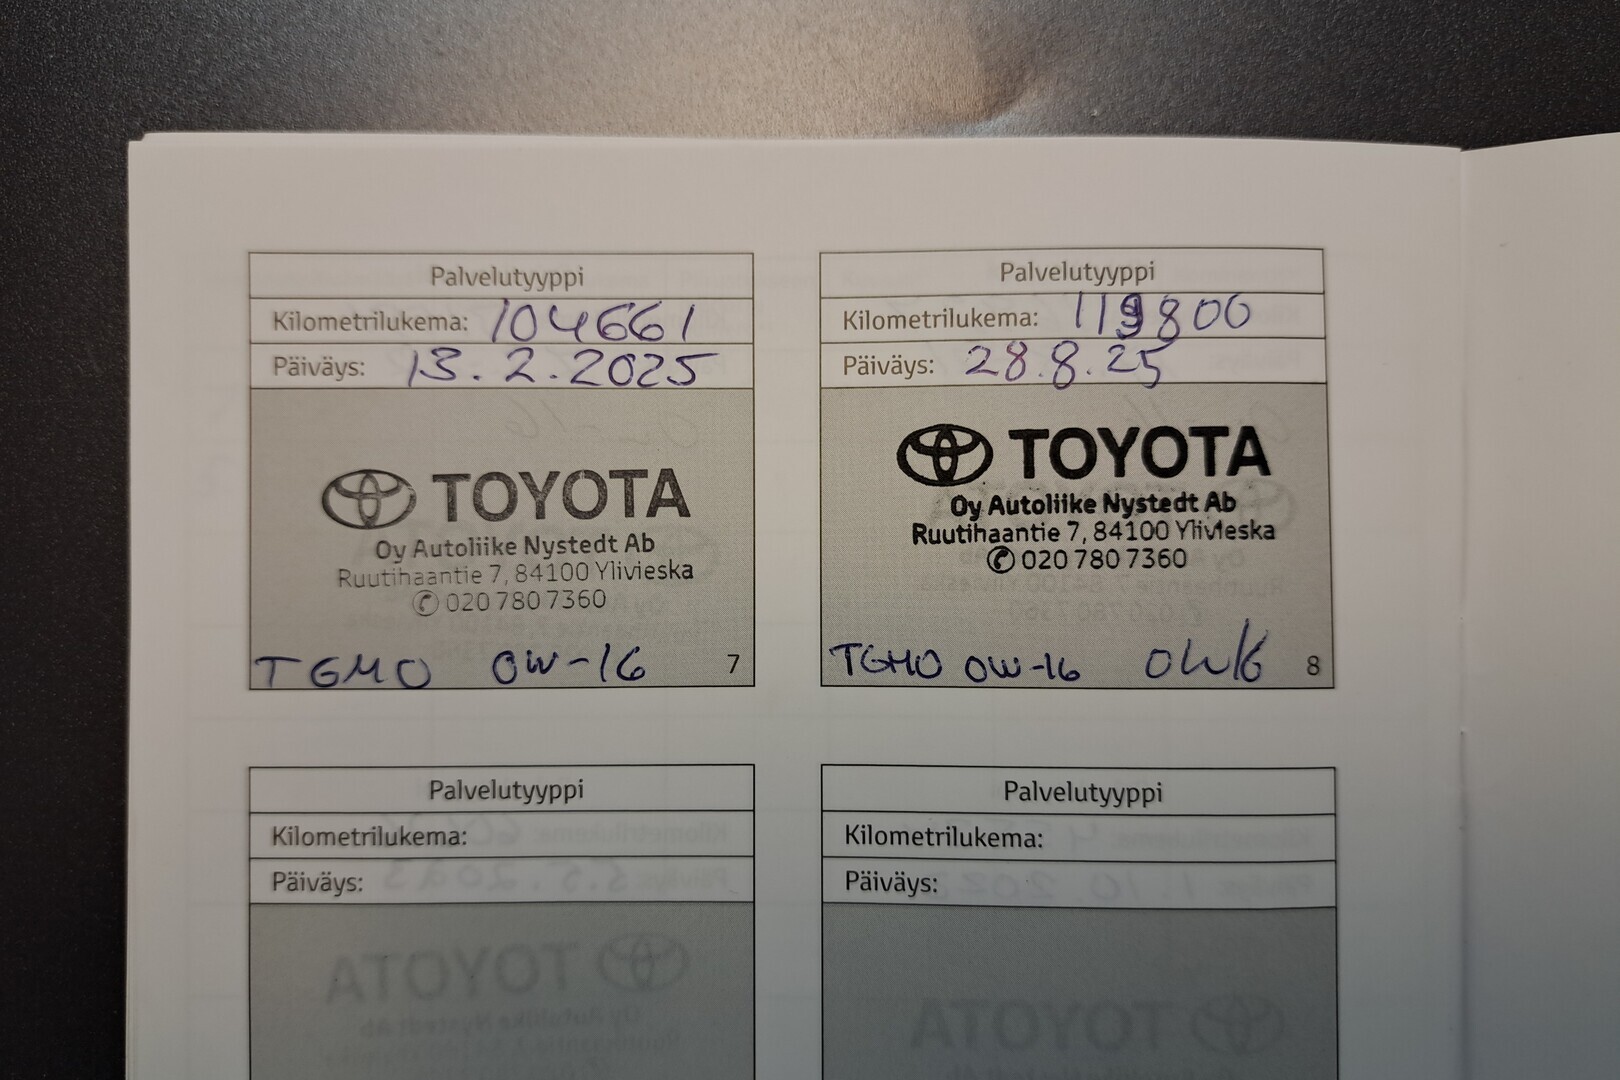 Palvelutyyppi
Kilometrilukema: 104661
Päiväys: 13.2.2025
TOYOTA
Oy Autoliike Nystedt Ab
Ruutihaantie 7, 84100 Ylivieska
✆ 020 780 7360
TGMO 0W-16 7
Palvelutyyppi
Kilometrilukema: 119800
Päiväys: 28.8.25
TOYOTA
Oy Autoliike Nystedt Ab
Ruutihaantie 7, 84100 Ylivieska
✆ 020 780 7360
TGMO 0W-16 8
Palvelutyyppi
Kilometrilukema:
Päiväys:
Palvelutyyppi
Kilometrilukema:
Päiväys: